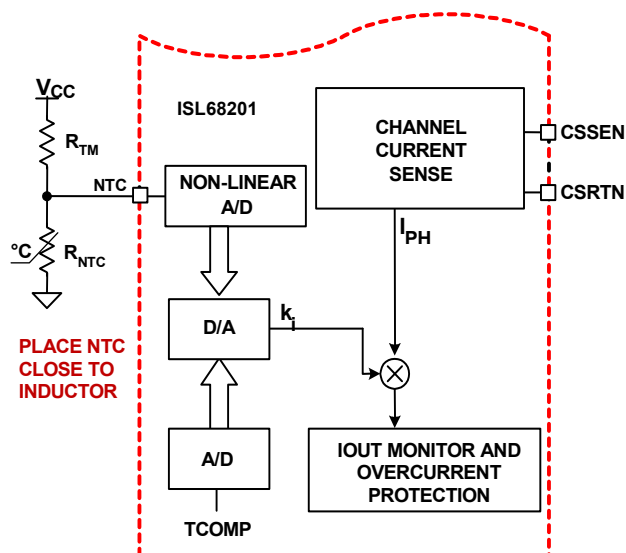 VCC
RTM
NTC
°C
RNTC
PLACE NTC
CLOSE TO
INDUCTOR
ISL68201
NON-LINEAR
A/D
D/A
ki
A/D
TCOMP
CHANNEL
CURRENT
SENSE
CSSEN
CSRTN
IPH
IOUT MONITOR AND
OVERCURRENT
PROTECTION